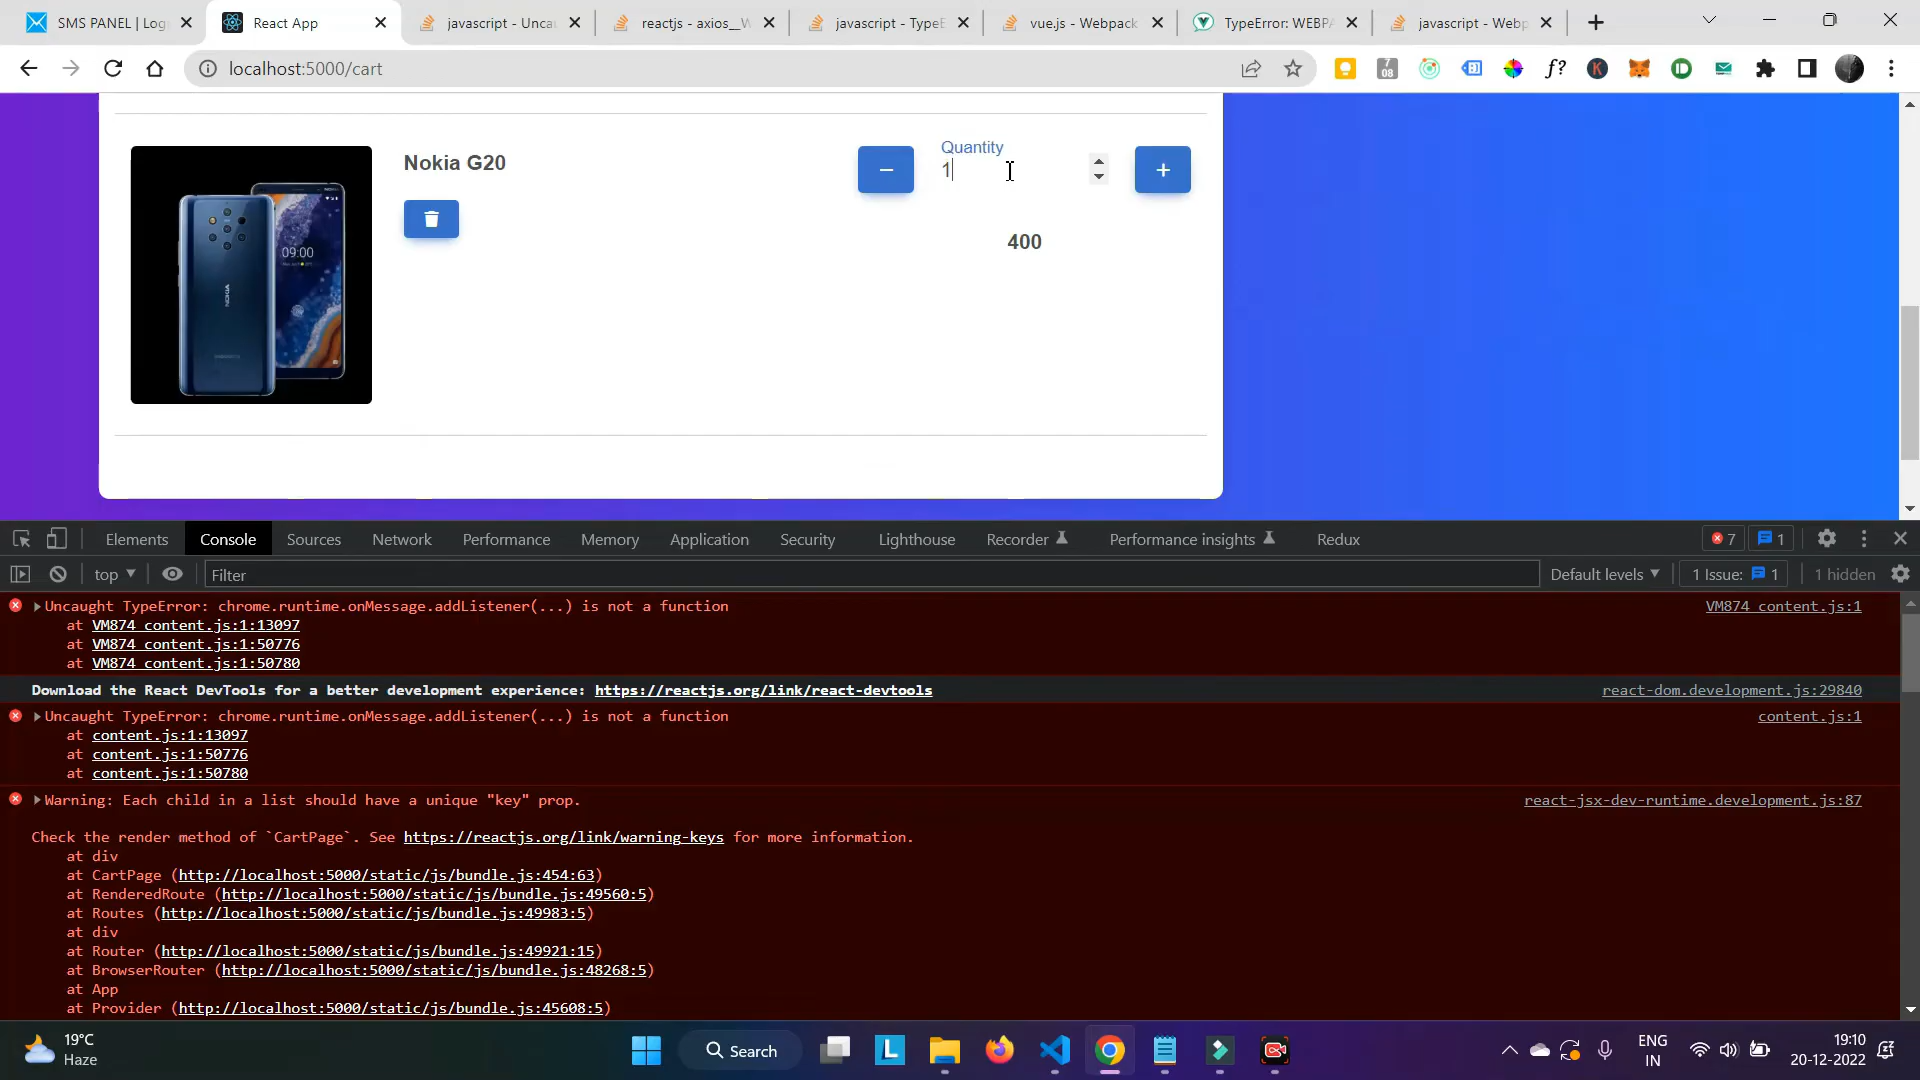 SMS PANEL | Log
React App
javascript - Unca
reactjs - axios__W
javascript - TypeE
vue.js - Webpack
TypeError: WEBPA
javascript - Webp
localhost:5000/cart
7
08
f?
K
Nokia G20
Quantity
1
400
09:00
NOKIA
Elements
Console
Sources
Network
Performance
Memory
Application
Security
Lighthouse
Recorder
Performance insights
Redux
7
1
top
Filter
Default levels
1 Issue: 1
1 hidden
Uncaught TypeError: chrome.runtime.onMessage.addListener(...) is not a function VM874 content.js:1
at VM874 content.js:1:13097
at VM874 content.js:1:50776
at VM874 content.js:1:50780
Download the React DevTools for a better development experience: https://reactjs.org/link/react-devtools react-dom.development.js:29840
Uncaught TypeError: chrome.runtime.onMessage.addListener(...) is not a function content.js:1
at content.js:1:13097
at content.js:1:50776
at content.js:1:50780
Warning: Each child in a list should have a unique "key" prop. react-jsx-dev-runtime.development.js:87
Check the render method of `CartPage`. See https://reactjs.org/link/warning-keys for more information.
at div
at CartPage (http://localhost:5000/static/js/bundle.js:454:63)
at RenderedRoute (http://localhost:5000/static/js/bundle.js:49560:5)
at Routes (http://localhost:5000/static/js/bundle.js:49983:5)
at div
at Router (http://localhost:5000/static/js/bundle.js:49921:15)
at BrowserRouter (http://localhost:5000/static/js/bundle.js:48268:5)
at App
at Provider (http://localhost:5000/static/js/bundle.js:45608:5)
19°C
Haze
Search
L
ENG
IN
19:10
20-12-2022